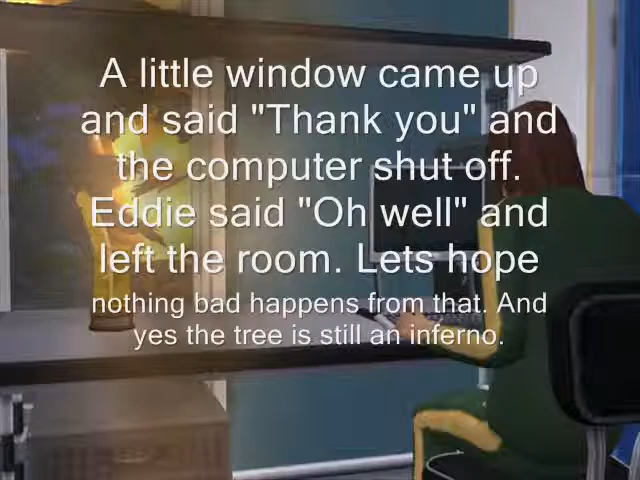 A little window came up
and said "Thank you" and
the computer shut off.
Eddie said "Oh well" and
left the room. Lets hope
nothing bad happens from that. And
yes the tree is still an inferno.